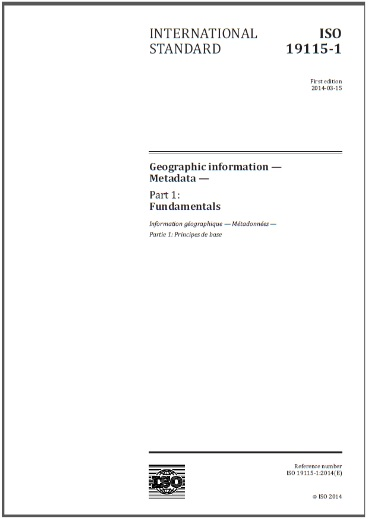 INTERNATIONAL
STANDARD
ISO
19115-1
First edition
2014-03-15
Geographic information —
Metadata —
Part 1:
Fundamentals
Information géographique — Métadonnées —
Partie 1: Principes de base
ISO
Reference number
ISO 19115-1:2014(E)
© ISO 2014